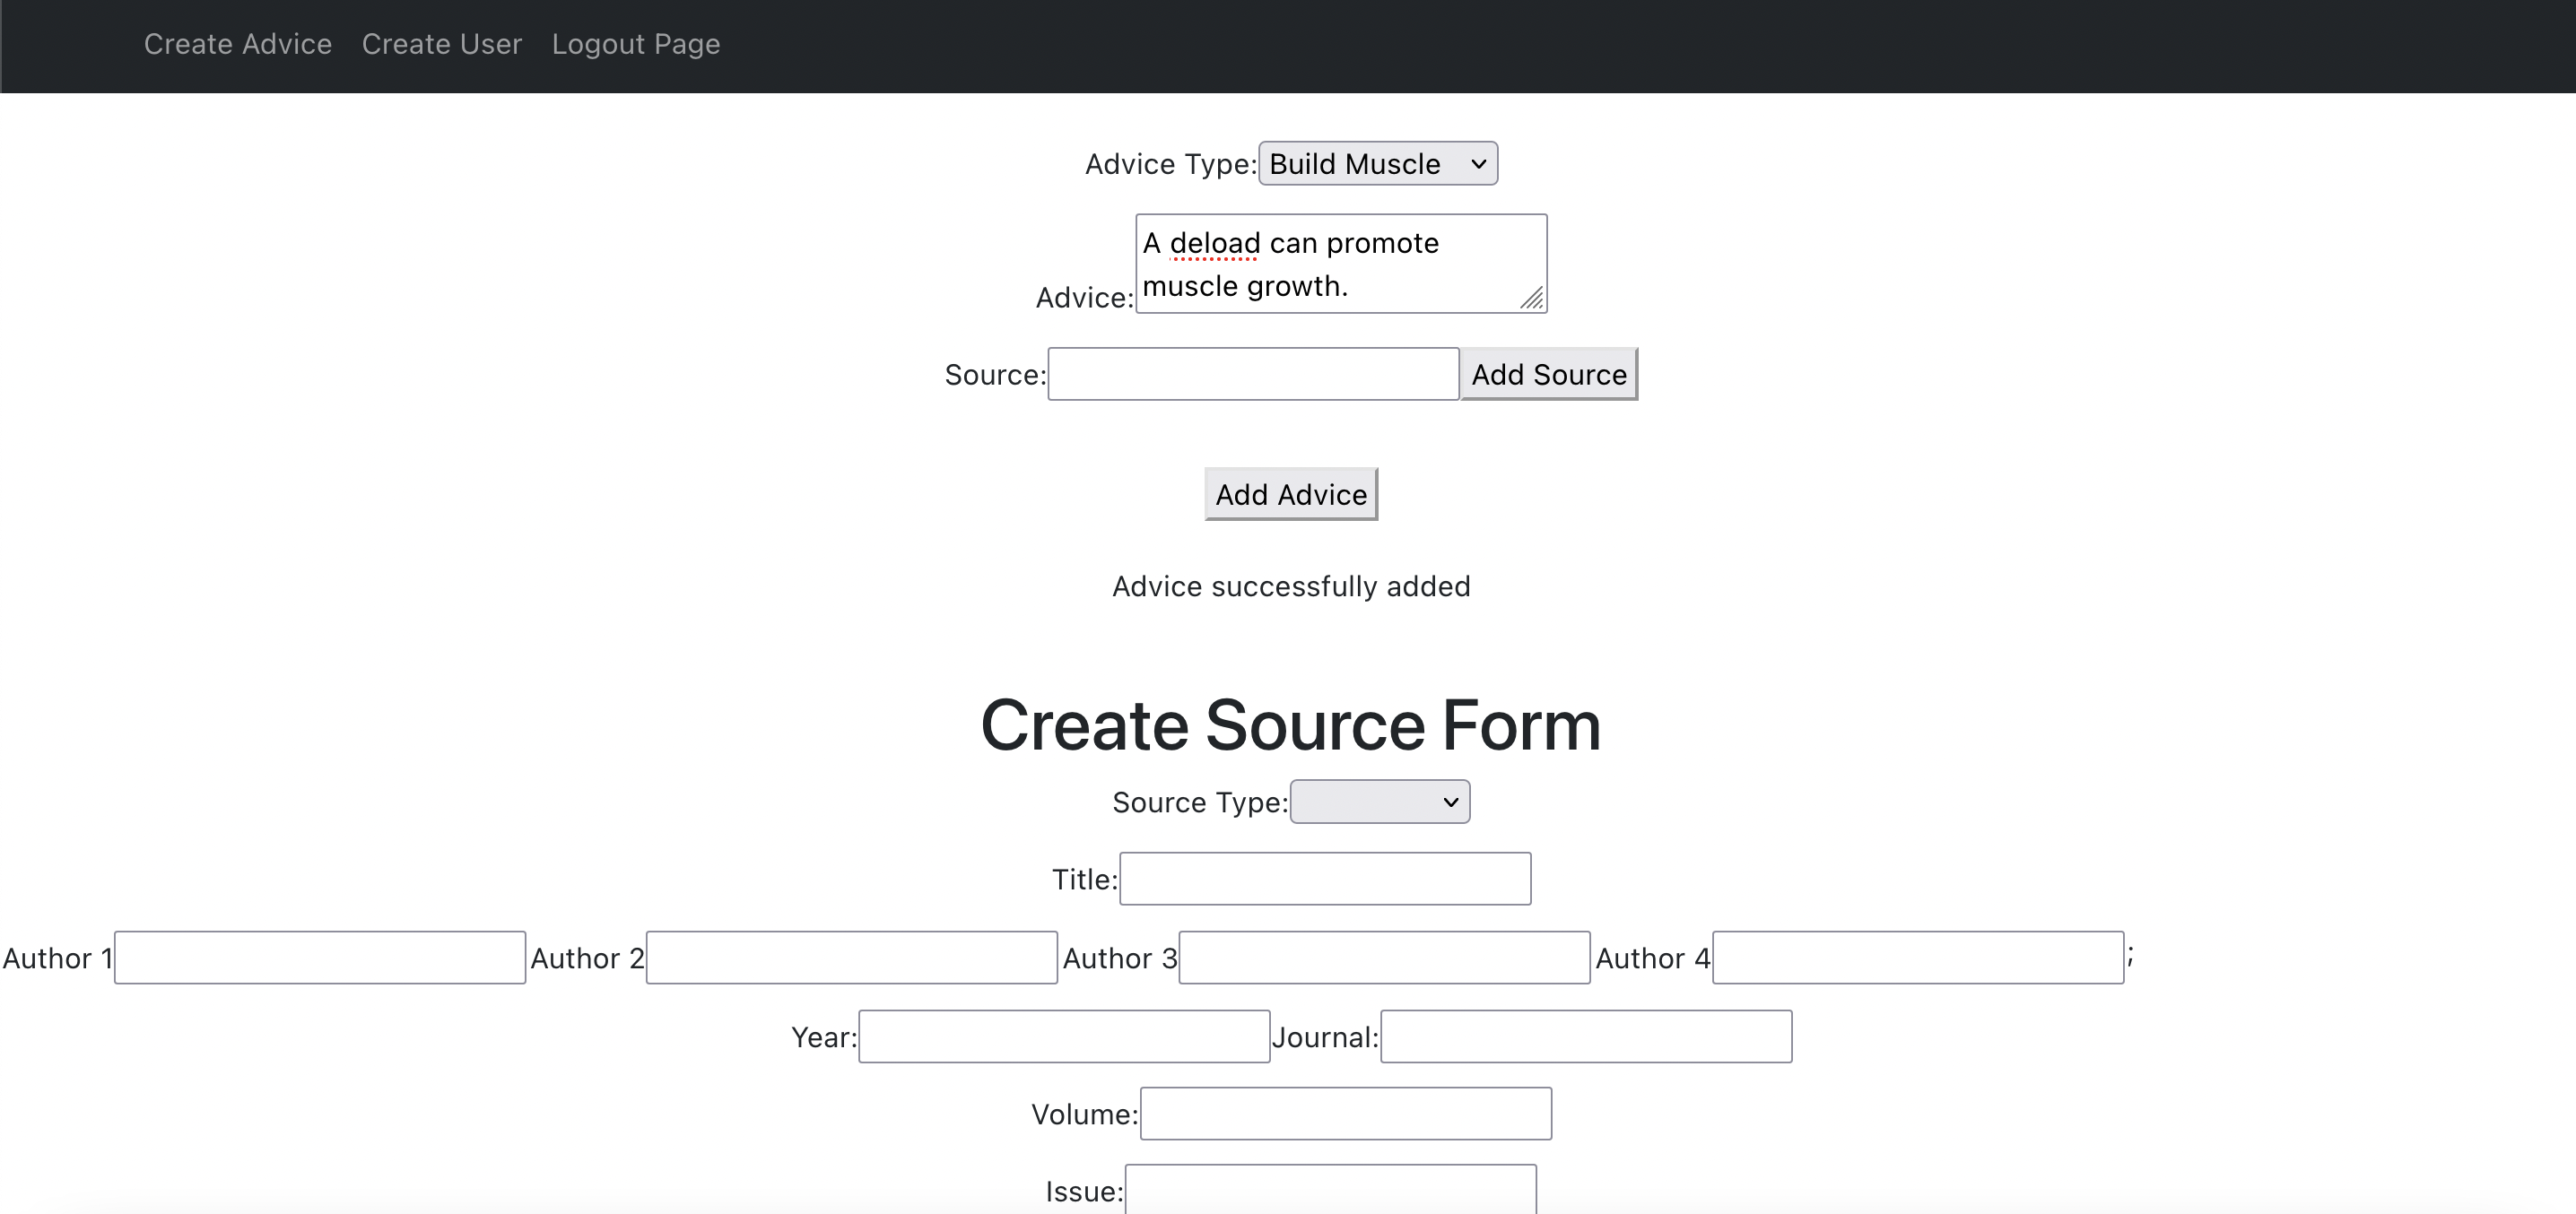 Create Advice Create User Logout Page
Advice Type: Build Muscle
A deload can promote
muscle growth.
Advice:
Source: Add Source
Add Advice
Advice successfully added
Create Source Form
Source Type:
Title:
Author 1 Author 2 Author 3 Author 4 ;
Year: Journal:
Volume:
Issue: